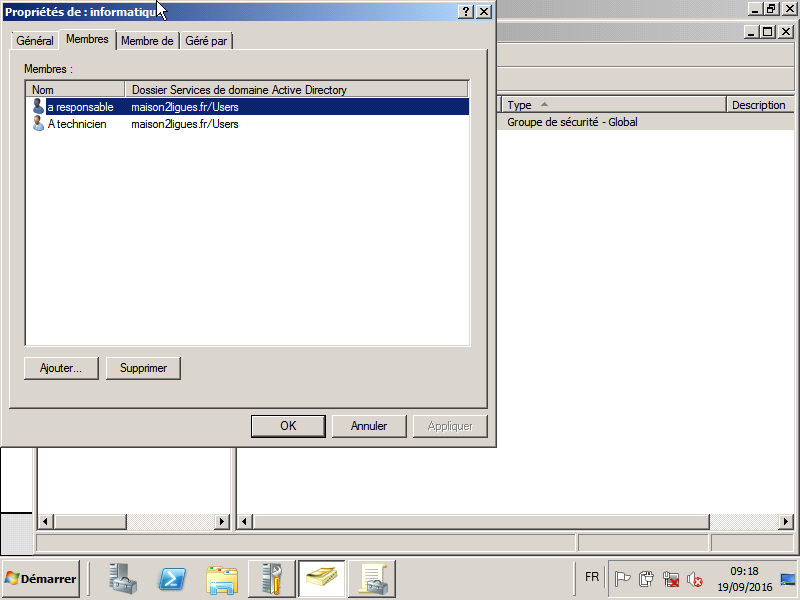 Propriétés de : informatiqu
Général
Membres
Membre de
Géré par
Membres :
Nom
Dossier Services de domaine Active Directory
a responsable
maison2ligues.fr/Users
A technicien
maison2ligues.fr/Users
Ajouter...
Supprimer
OK
Annuler
Appliquer
Type
Description
Groupe de sécurité - Global
Démarrer
FR
09:18
19/09/2016